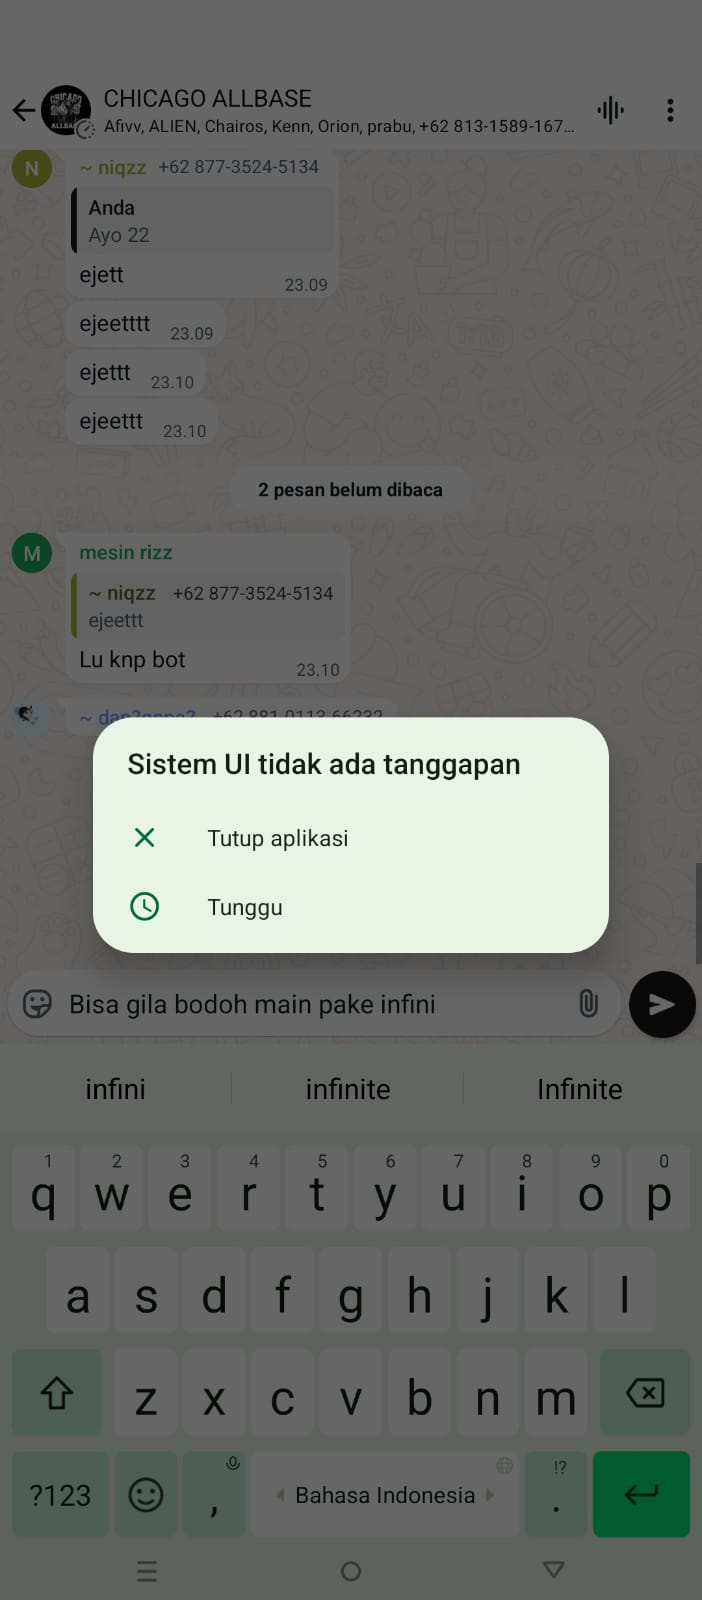 CHICAGO ALLBASE
Afivv, ALIEN, Chairos, Kenn, Orion, prabu, +62 813-1589-167...
N
~ niqzz +62 877-3524-5134
Anda
Ayo 22
ejett
23.09
ejeetttt 23.09
ejettt 23.10
ejeettt 23.10
2 pesan belum dibaca
M
mesin rizz
~ niqzz +62 877-3524-5134
ejeettt
Lu knp bot
23.10
Sistem UI tidak ada tanggapan
Tutup aplikasi
Tunggu
Bisa gila bodoh main pake infini
infini infinite Infinite
1 2 3 4 5 6 7 8 9 0
q w e r t y u i o p
a s d f g h j k l
z x c v b n m
!?
?123 , Bahasa Indonesia .